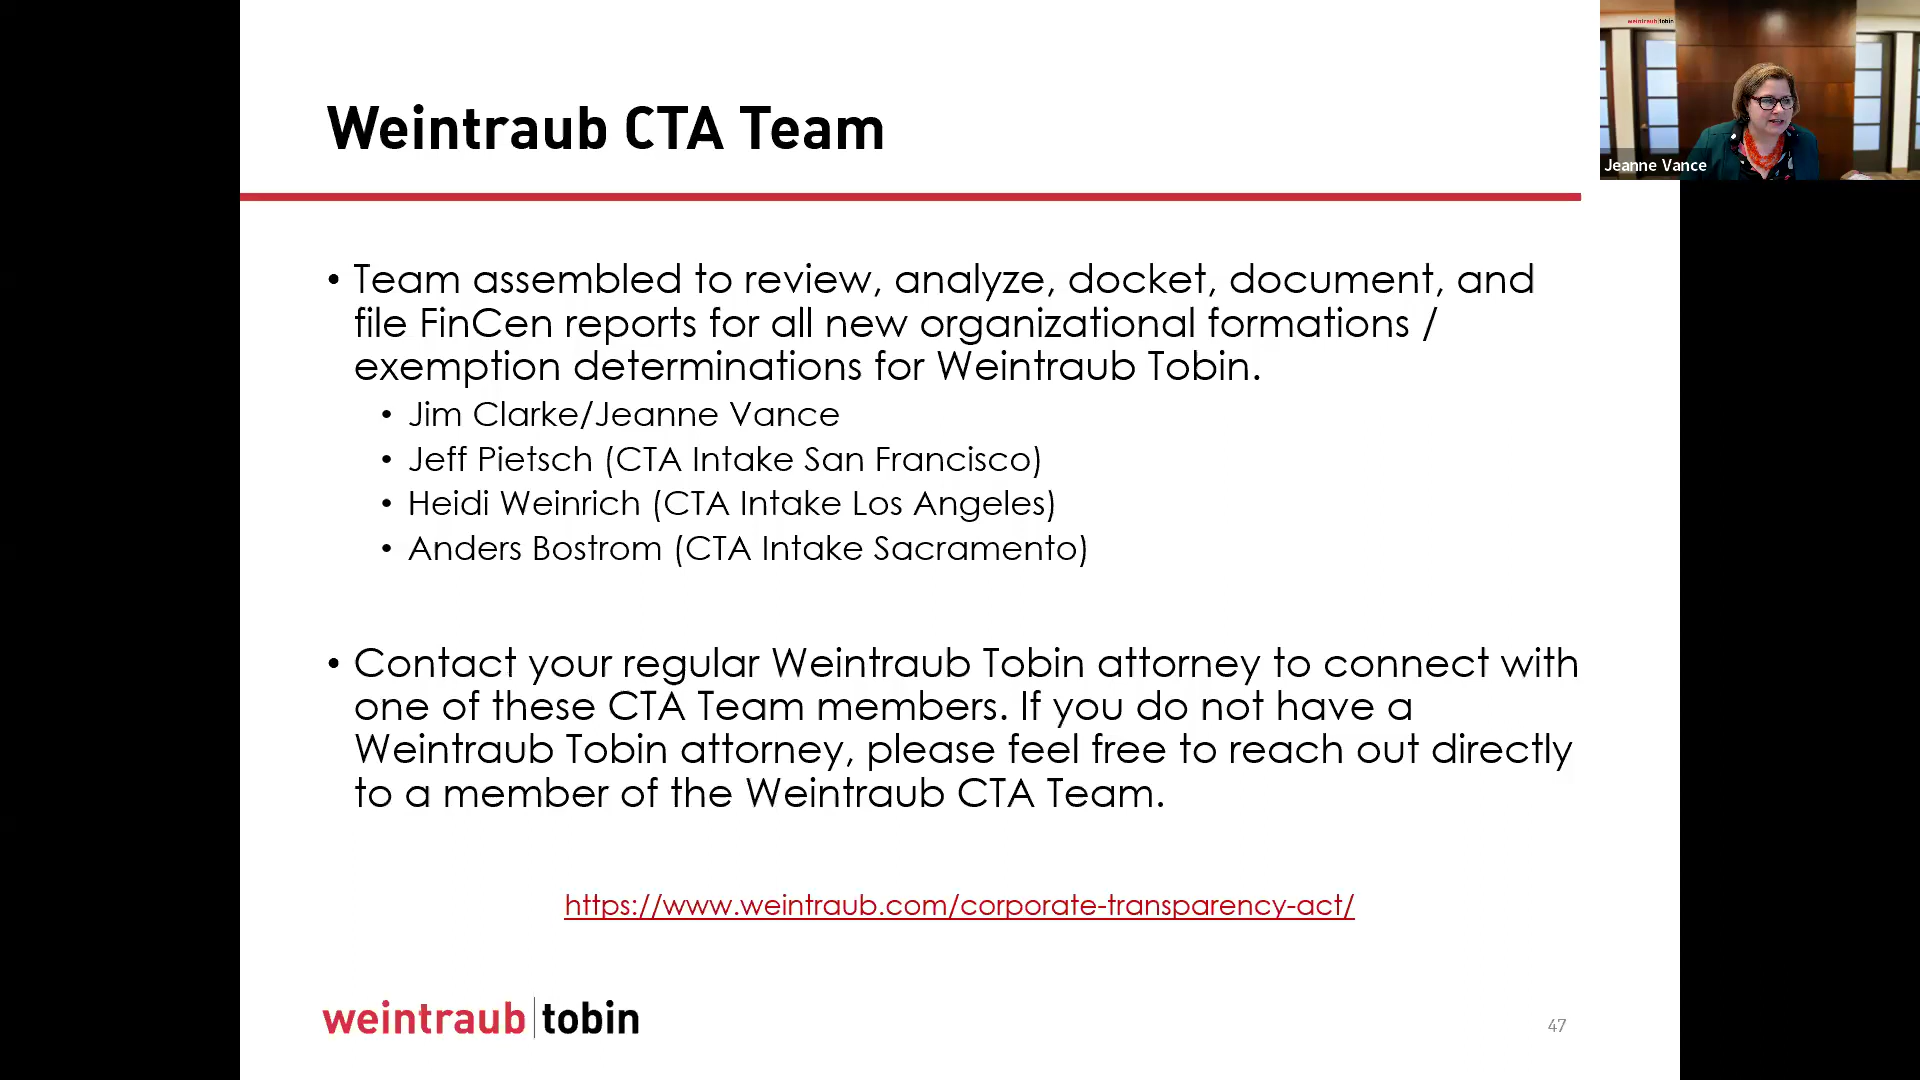 Weintraub CTA Team
weintraub tobin
Jeanne Vance
• Team assembled to review, analyze, docket, document, and
file FinCen reports for all new organizational formations /
exemption determinations for Weintraub Tobin.
• Jim Clarke/Jeanne Vance
• Jeff Pietsch (CTA Intake San Francisco)
• Heidi Weinrich (CTA Intake Los Angeles)
• Anders Bostrom (CTA Intake Sacramento)
• Contact your regular Weintraub Tobin attorney to connect with
one of these CTA Team members. If you do not have a
Weintraub Tobin attorney, please feel free to reach out directly
to a member of the Weintraub CTA Team.
https://www.weintraub.com/corporate-transparency-act/
weintraub tobin
47